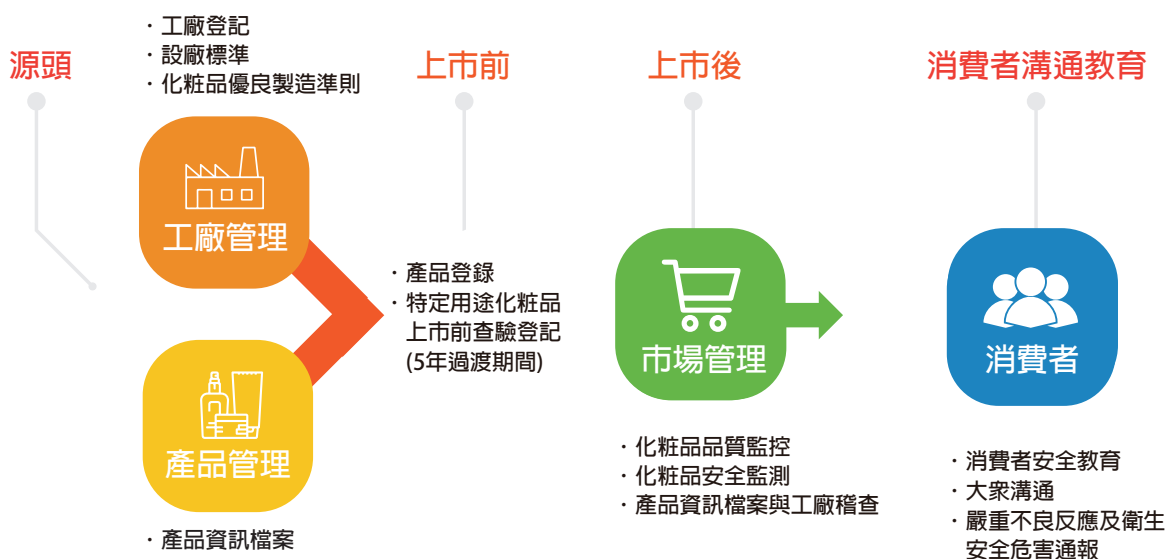 源頭
・工廠登記
・設廠標準
・化粧品優良製造準則
工廠管理
產品管理
・產品資訊檔案
上市前
・產品登錄
・特定用途化粧品
上市前查驗登記
(5年過渡期間)
上市後
市場管理
・化粧品品質監控
・化粧品安全監測
・產品資訊檔案與工廠稽查
消費者溝通教育
消費者
・消費者安全教育
・大眾溝通
・嚴重不良反應及衛生
安全危害通報